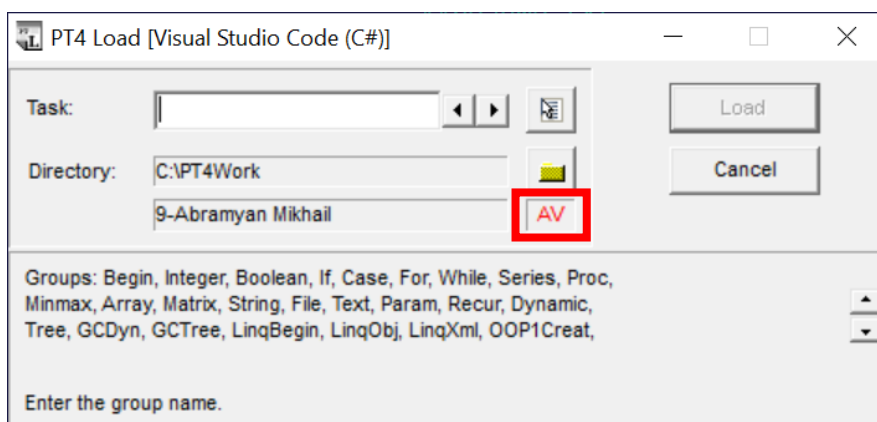 PT4 Load [Visual Studio Code (C#)]
Task:
Load
Directory:
C:\PT4Work
Cancel
9-Abramyan Mikhail
AV
Groups: Begin, Integer, Boolean, If, Case, For, While, Series, Proc,
Minmax, Array, Matrix, String, File, Text, Param, Recur, Dynamic,
Tree, GCDyn, GCTree, LinqBegin, LinqObj, LinqXml, OOP1Creat,
Enter the group name.